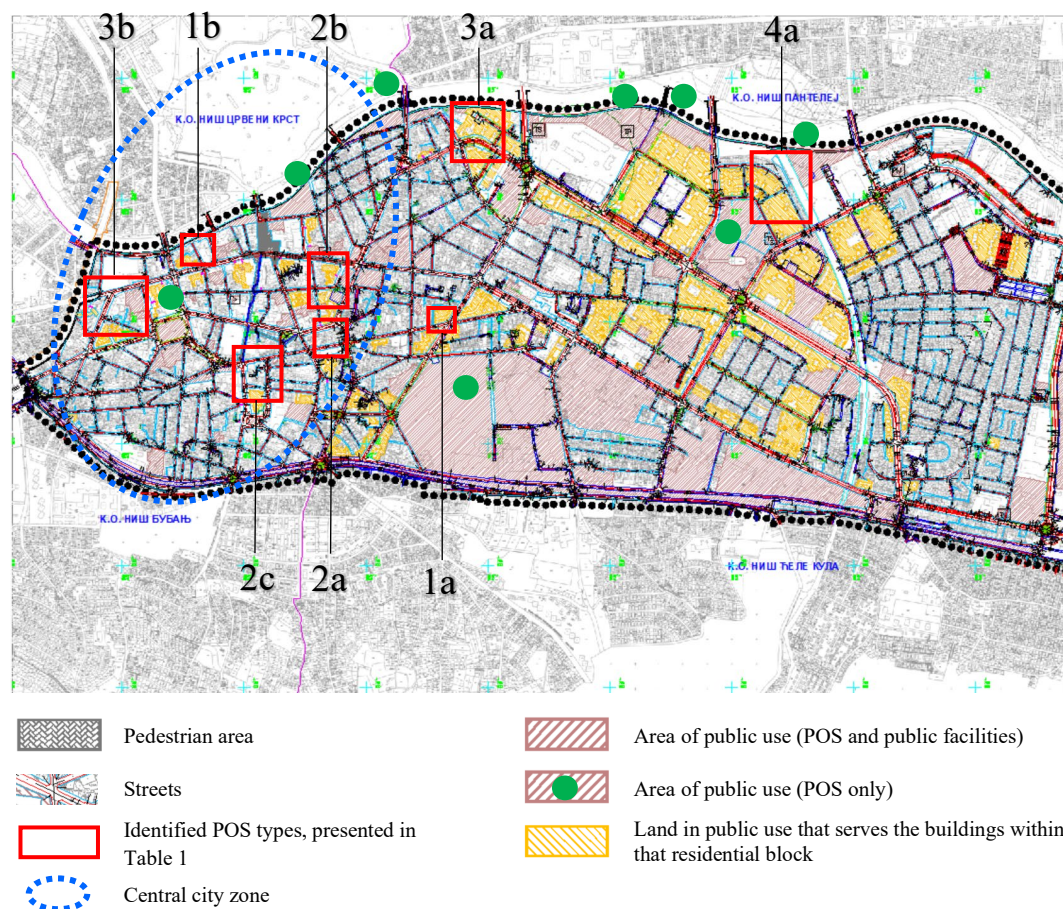 3b 1b 2b 3a 4a
К.О. НИШ ПАНТЕЛЕЈ
К.О. НИШ ЦРВЕНИ КРСТ
К.О. НИШ БУБАЊ
К.О. НИШ ЋЕЛЕ КУЛА
2c 2a 1a
Pedestrian area
Area of public use (POS and public facilities)
Streets
Area of public use (POS only)
Identified POS types, presented in
Table 1
Land in public use that serves the buildings within
that residential block
Central city zone